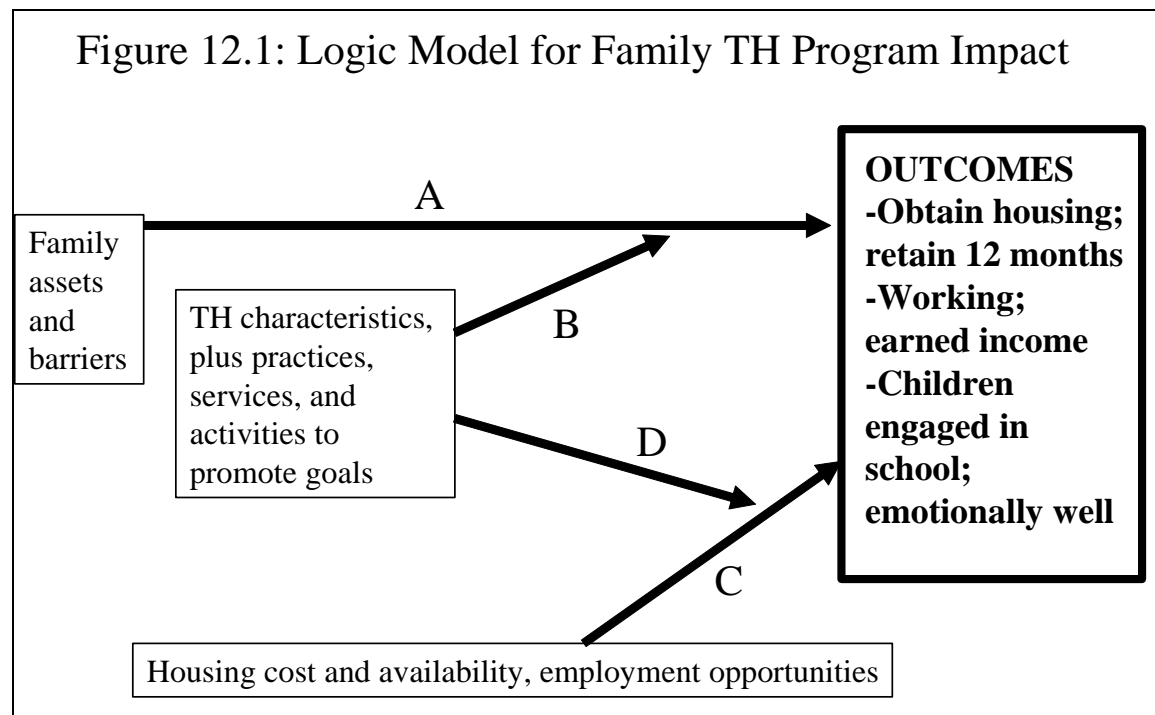 Figure 12.1: Logic Model for Family TH Program Impact
A
Family
assets
and
barriers
TH characteristics,
plus practices,
services, and
activities to
promote goals
B
D
C
OUTCOMES
-Obtain housing;
retain 12 months
-Working;
earned income
-Children
engaged in
school;
emotionally well
Housing cost and availability, employment opportunities